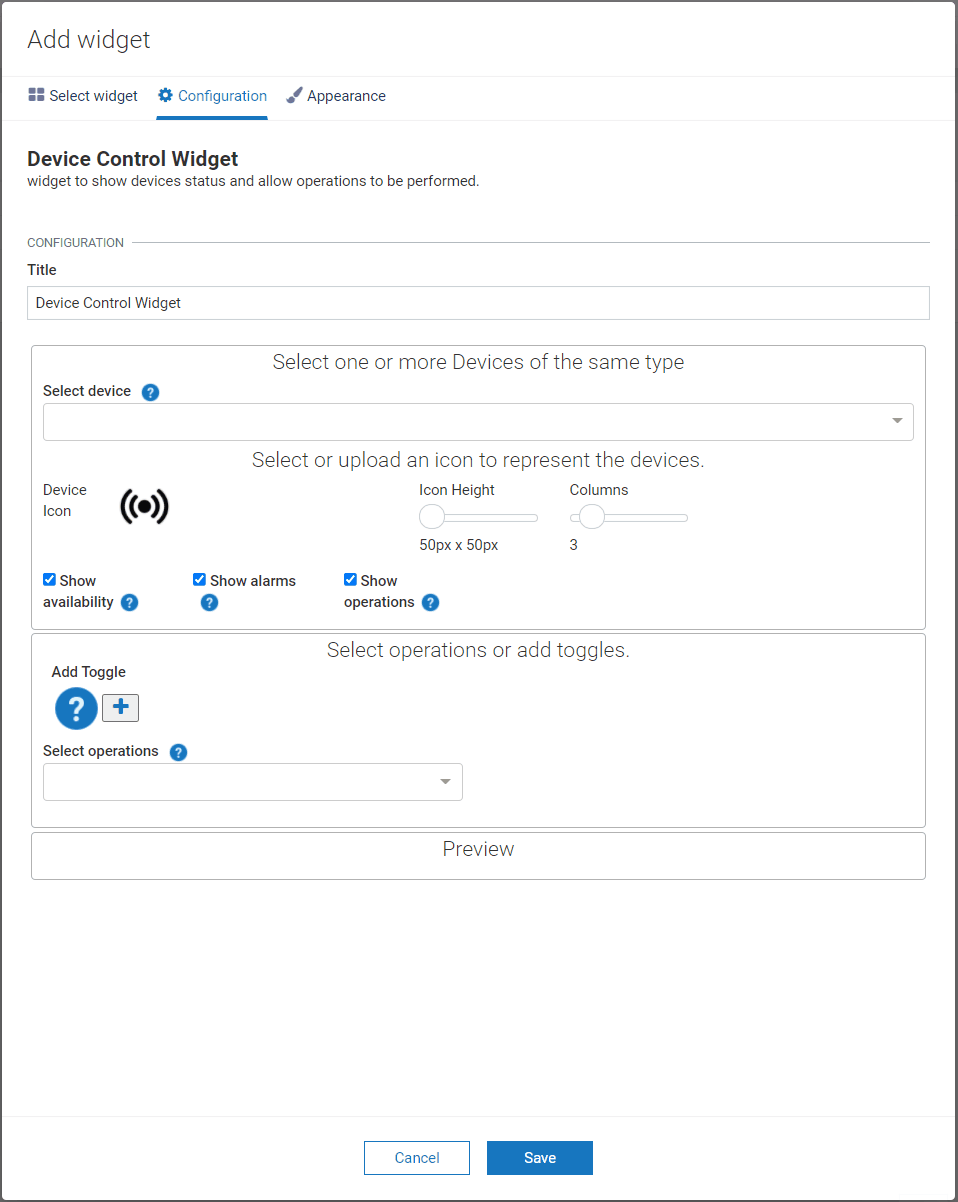 Add widget
Select widget Configuration Appearance
Device Control Widget
widget to show devices status and allow operations to be performed.
CONFIGURATION
Title
Device Control Widget
Select one or more Devices of the same type
Select device ?
Select or upload an icon to represent the devices.
Device Icon
Icon Height
50px x 50px
Columns
3
Show availability ?
Show alarms ?
Show operations ?
Select operations or add toggles.
Add Toggle
? +
Select operations ?
Preview
Cancel Save